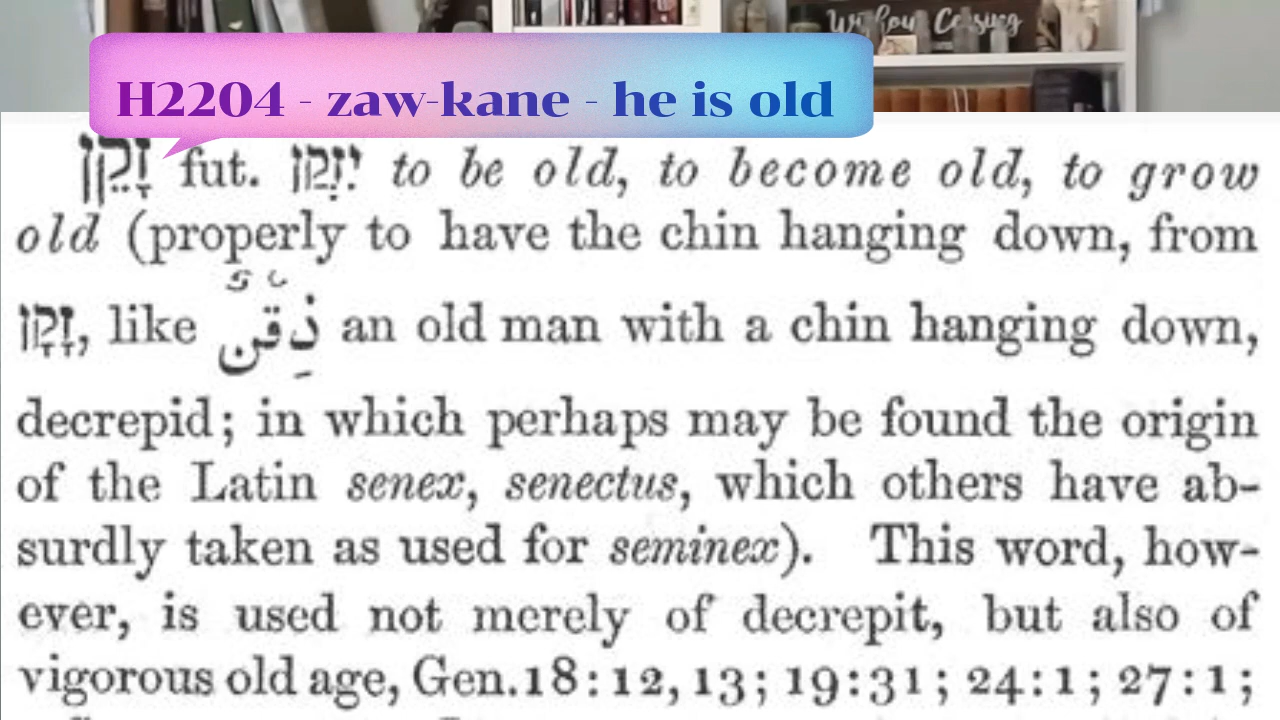 Without Ceasing
H2204 - zaw-kane - he is old
זָקֵן fut. יִזְקַן to be old, to become old, to grow
old (properly to have the chin hanging down, from
זָקָן, like ذِقَنٌ an old man with a chin hanging down,
decrepid; in which perhaps may be found the origin
of the Latin senex, senectus, which others have ab-
surdly taken as used for seminex). This word, how-
ever, is used not merely of decrepit, but also of
vigorous old age, Gen. 18:12, 13; 19:31; 24:1; 27:1;